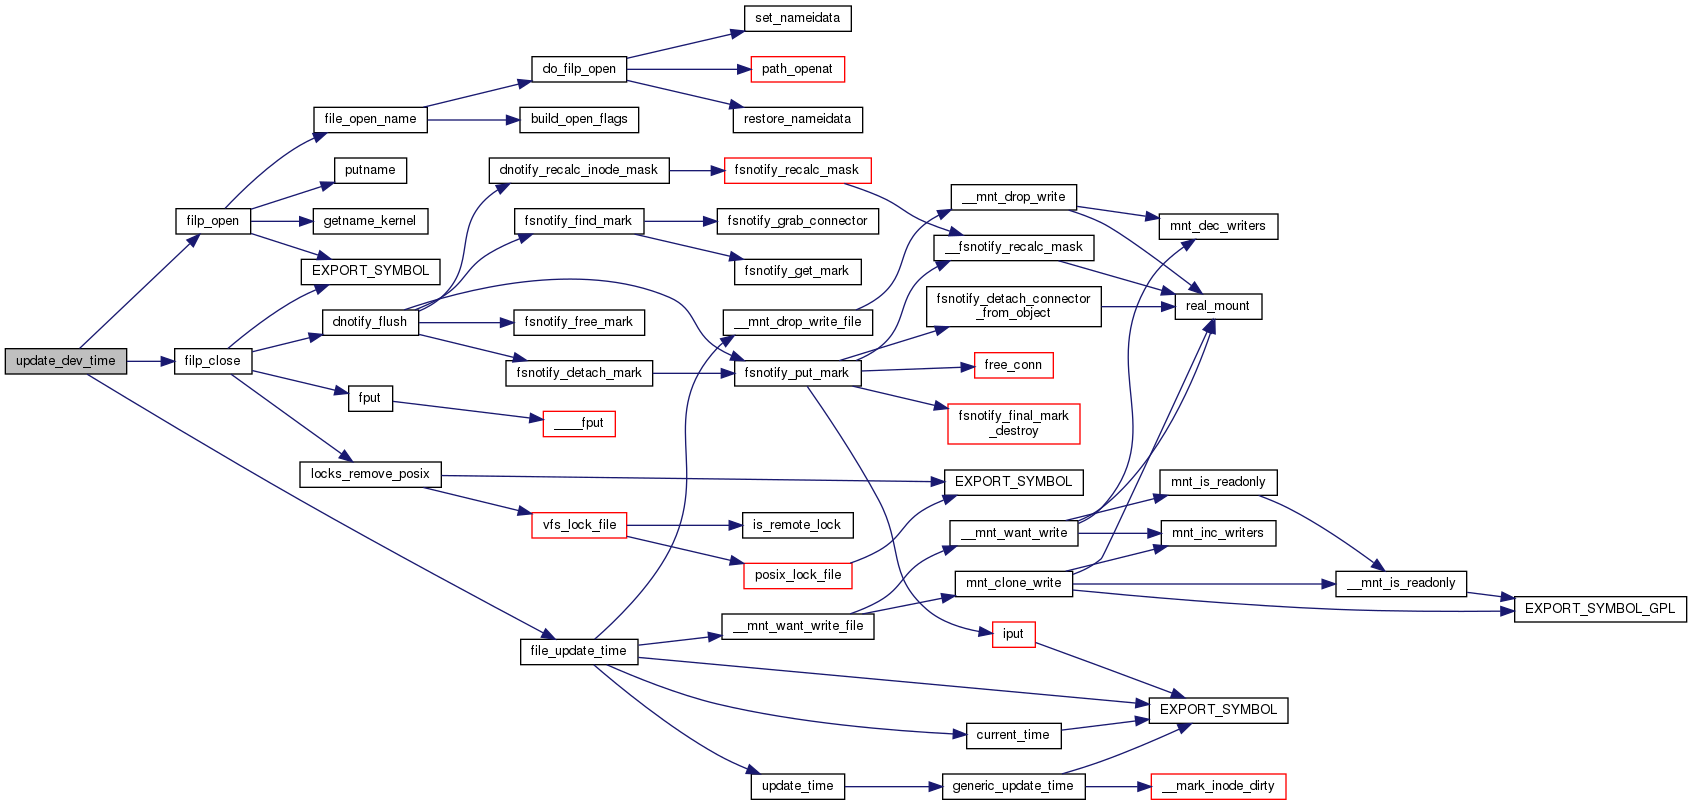 set_nameidata
do_filp_open
path_openat
file_open_name
build_open_flags
restore_nameidata
putname
dnotify_recalc_inode_mask
fsnotify_recalc_mask
__mnt_drop_write
filp_open
getname_kernel
fsnotify_find_mark
fsnotify_grab_connector
mnt_dec_writers
__fsnotify_recalc_mask
EXPORT_SYMBOL
fsnotify_get_mark
fsnotify_detach_connector
_from_object
real_mount
dnotify_flush
fsnotify_free_mark
__mnt_drop_write_file
update_dev_time
filp_close
fsnotify_detach_mark
fsnotify_put_mark
free_conn
fput
____fput
fsnotify_final_mark
_destroy
locks_remove_posix
EXPORT_SYMBOL
mnt_is_readonly
vfs_lock_file
is_remote_lock
__mnt_want_write
mnt_inc_writers
posix_lock_file
mnt_clone_write
__mnt_is_readonly
EXPORT_SYMBOL_GPL
__mnt_want_write_file
iput
file_update_time
EXPORT_SYMBOL
current_time
update_time
generic_update_time
__mark_inode_dirty